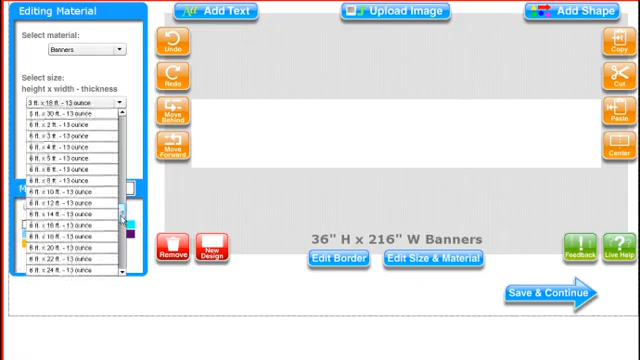 Editing Material
Add Text
Upload Image
Add Shape
Select material:
Banners
Select size:
height x width - thickness
3 ft. x 18 ft. - 13 ounce
5 ft. x 30 ft. - 13 ounce
6 ft. x 2 ft. - 13 ounce
6 ft. x 3 ft. - 13 ounce
6 ft. x 4 ft. - 13 ounce
6 ft. x 5 ft. - 13 ounce
6 ft. x 6 ft. - 13 ounce
6 ft. x 8 ft. - 13 ounce
6 ft. x 10 ft. - 13 ounce
6 ft. x 12 ft. - 13 ounce
6 ft. x 14 ft. - 13 ounce
6 ft. x 16 ft. - 13 ounce
6 ft. x 18 ft. - 13 ounce
6 ft. x 20 ft. - 13 ounce
6 ft. x 22 ft. - 13 ounce
6 ft. x 24 ft. - 13 ounce
Undo
Redo
Move
Behind
Move
Forward
Copy
Cut
Paste
Center
Remove
New
Design
36" H x 216" W Banners
Edit Border
Edit Size & Material
Feedback
Live Help
Save & Continue